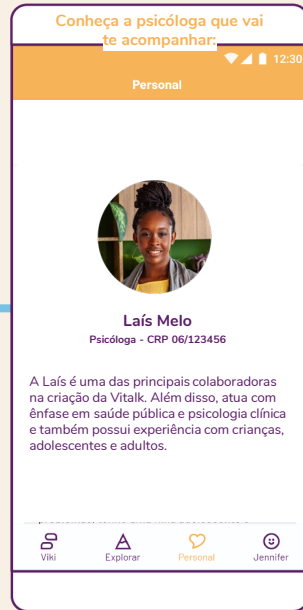 Conheça a psicóloga que vai
te acompanhar:
12:30
Personal
Laís Melo
Psicóloga - CRP 06/123456
A Laís é uma das principais colaboradoras
na criação da Vitalk. Além disso, atua com
ênfase em saúde pública e psicologia clínica
e também possui experiência com crianças,
adolescentes e adultos.
Viki
Explorar
Personal
Jennifer